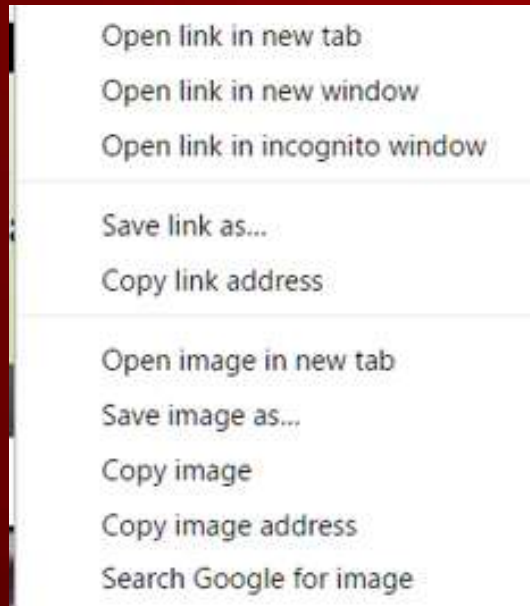 Open link in new tab
Open link in new window
Open link in incognito window
Save link as...
Copy link address
Open image in new tab
Save image as...
Copy image
Copy image address
Search Google for image